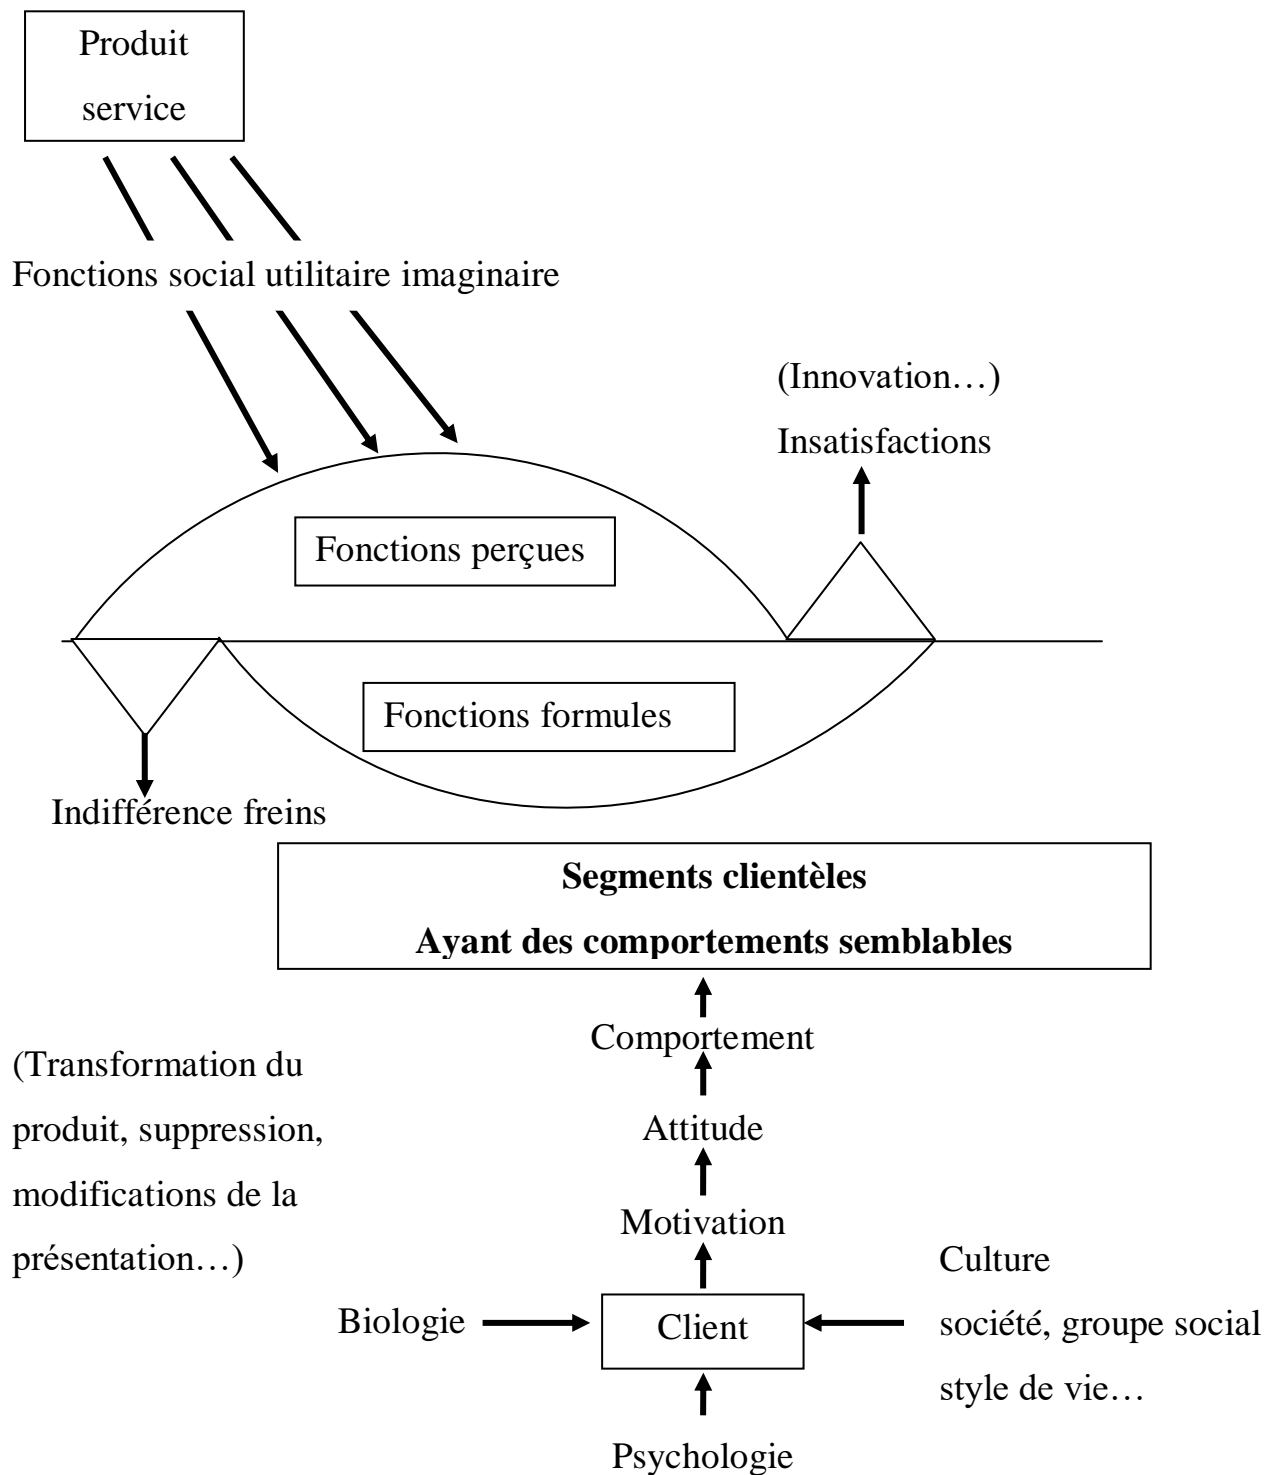 Produit
service
Fonctions social utilitaire imaginaire
(Innovation…)
Insatisfactions
Fonctions perçues
Fonctions formules
Indifférence freins
Segments clientèles
Ayant des comportements semblables
Comportement
(Transformation du
produit, suppression,
modifications de la
présentation…)
Attitude
Motivation
Culture
société, groupe social
style de vie…
Biologie
Client
Psychologie